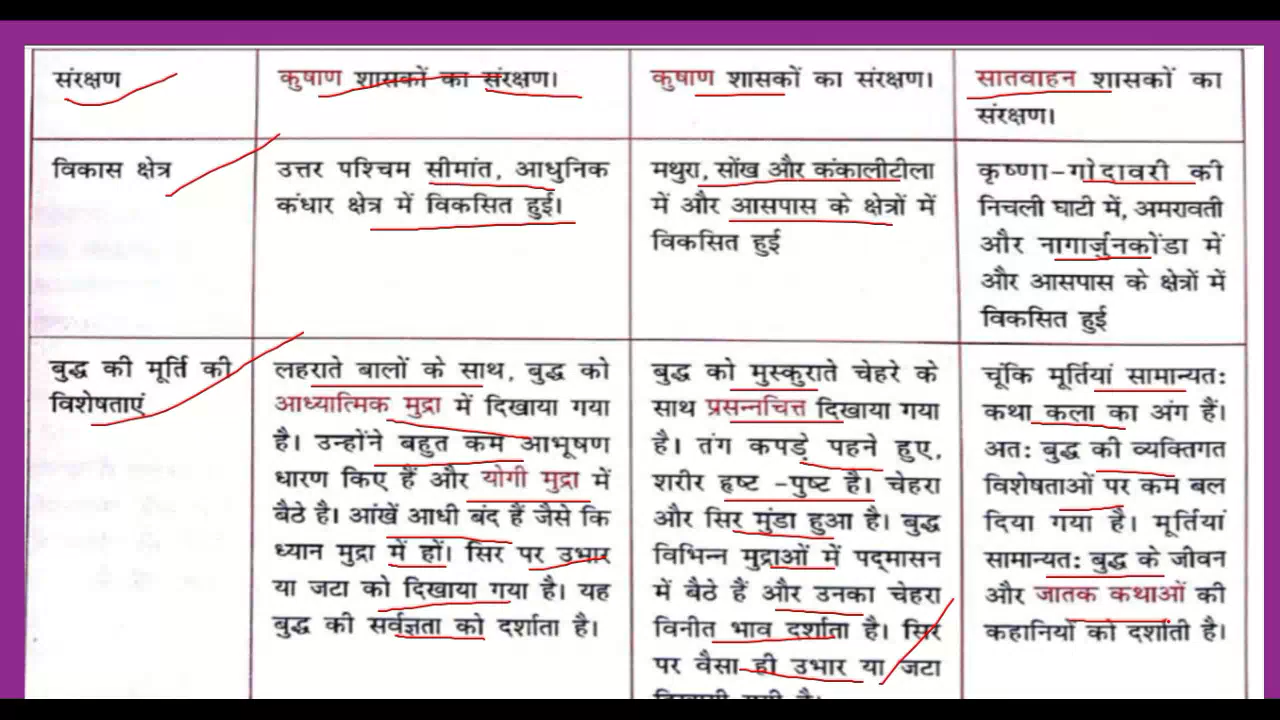 संरक्षण
कुषाण शासकों का संरक्षण।
कुषाण शासकों का संरक्षण।
सातवाहन शासकों का
संरक्षण।
विकास क्षेत्र
उत्तर पश्चिम सीमांत, आधुनिक
कंधार क्षेत्र में विकसित हुई।
मथुरा, सोंख और कंकालीटीला
में और आसपास के क्षेत्रों में
विकसित हुई
कृष्णा-गोदावरी की
निचली घाटी में, अमरावती
और नागार्जुनकोंडा में
और आसपास के क्षेत्रों में
विकसित हुई
बुद्ध की मूर्ति की
विशेषताएं
लहराते बालों के साथ, बुद्ध को
आध्यात्मिक मुद्रा में दिखाया गया
है। उन्होंने बहुत कम आभूषण
धारण किए हैं और योगी मुद्रा में
बैठे है। आंखें आधी बंद हैं जैसे कि
ध्यान मुद्रा में हों। सिर पर उभार
या जटा को दिखाया गया है। यह
बुद्ध की सर्वज्ञता को दर्शाता है।
बुद्ध को मुस्कुराते चेहरे के
साथ प्रसन्नचित्त दिखाया गया
है। तंग कपड़े पहने हुए,
शरीर हृष्ट -पुष्ट है। चेहरा
और सिर मुंडा हुआ है। बुद्ध
विभिन्न मुद्राओं में पद्मासन
में बैठे हैं और उनका चेहरा
विनीत भाव दर्शाता है। सिर
पर वैसा ही उभार या जटा
चूंकि मूर्तियां सामान्यत:
कथा कला का अंग हैं।
अत: बुद्ध की व्यक्तिगत
विशेषताओं पर कम बल
दिया गया है। मूर्तियां
सामान्यत: बुद्ध के जीवन
और जातक कथाओं की
कहानियों को दर्शाती है।